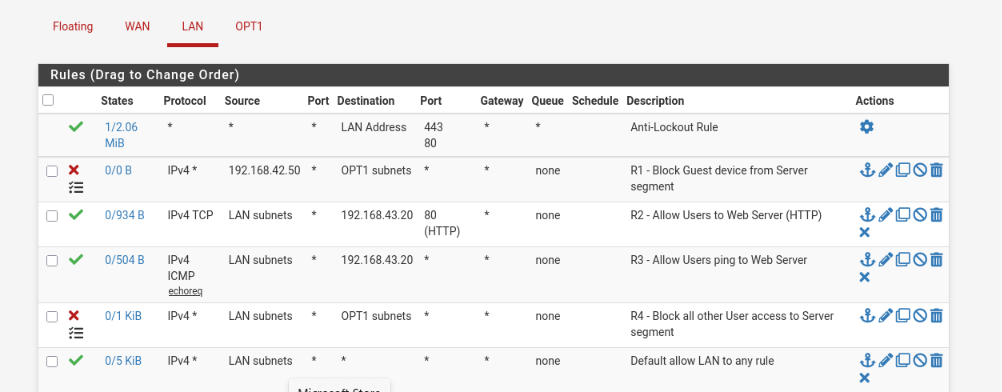 Floating WAN LAN OPT1
Rules (Drag to Change Order)
States Protocol Source Port Destination Port Gateway Queue Schedule Description Actions
1/2.06 MiB * * * LAN Address 443 80 * * Anti-Lockout Rule
0/0 B IPv4 * 192.168.42.50 * OPT1 subnets * * none R1 - Block Guest device from Server segment
0/934 B IPv4 TCP LAN subnets * 192.168.43.20 80 (HTTP) * none R2 - Allow Users to Web Server (HTTP)
0/504 B IPv4 ICMP echoreq LAN subnets * 192.168.43.20 * * none R3 - Allow Users ping to Web Server
0/1 KiB IPv4 * LAN subnets * OPT1 subnets * * none R4 - Block all other User access to Server segment
0/5 KiB IPv4 * LAN subnets * * * * none Default allow LAN to any rule
Microsoft Store